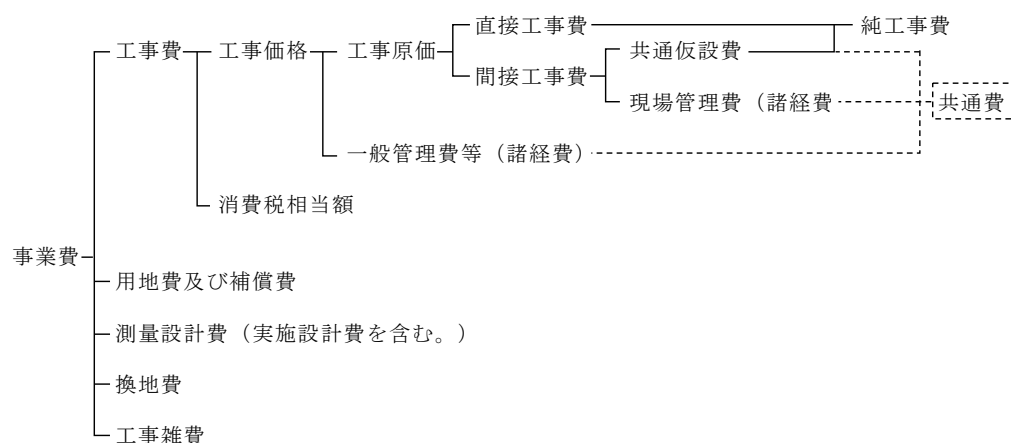 直接工事費
純工事費
工事費
工事価格
工事原価
共通仮設費
間接工事費
現場管理費（諸経費
共通費
一般管理費等（諸経費）
消費税相当額
事業費
用地費及び補償費
測量設計費（実施設計費を含む。）
換地費
工事雑費